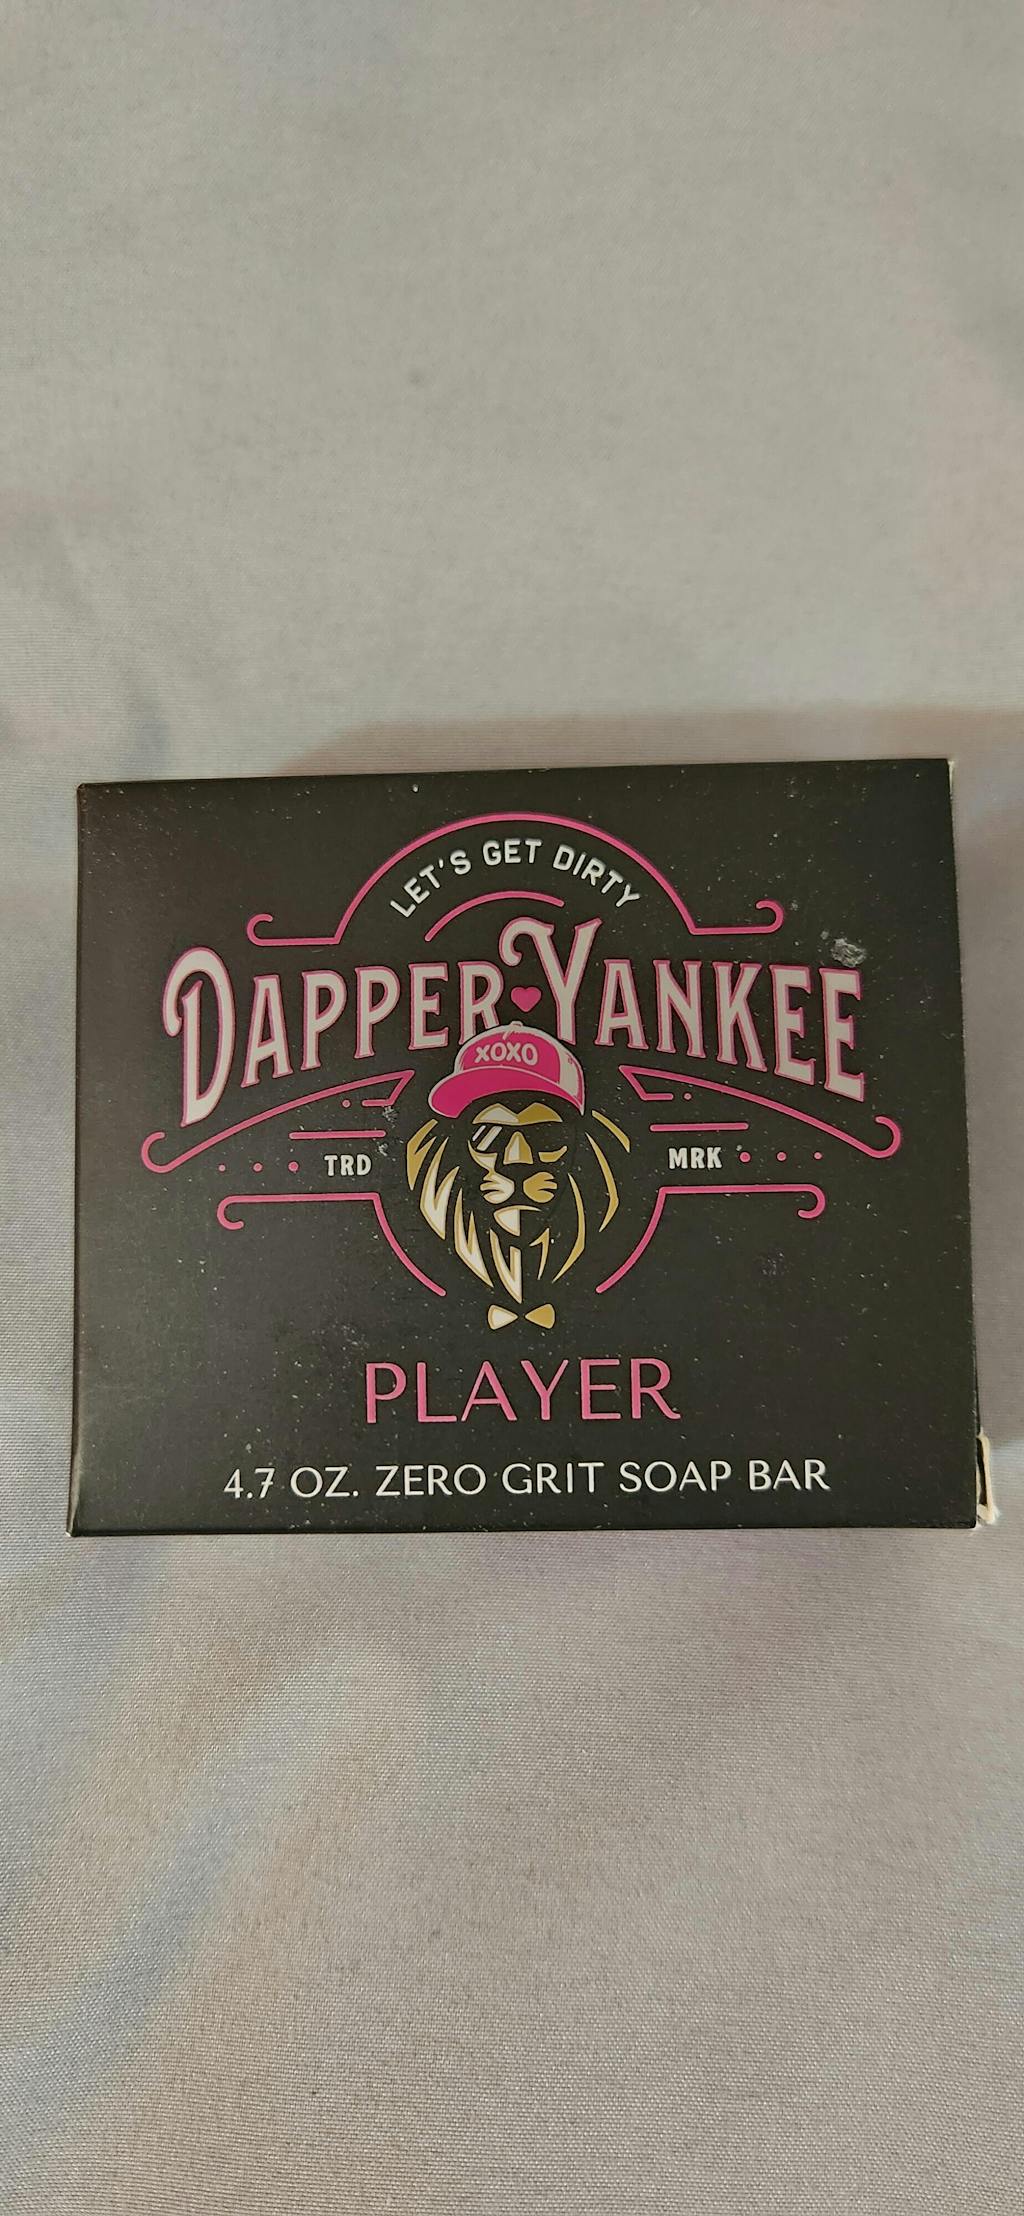 LET'S GET DIRTY
DAPPER YANKEE
XOXO
TRD MRK
PLAYER
4.7 OZ. ZERO GRIT SOAP BAR